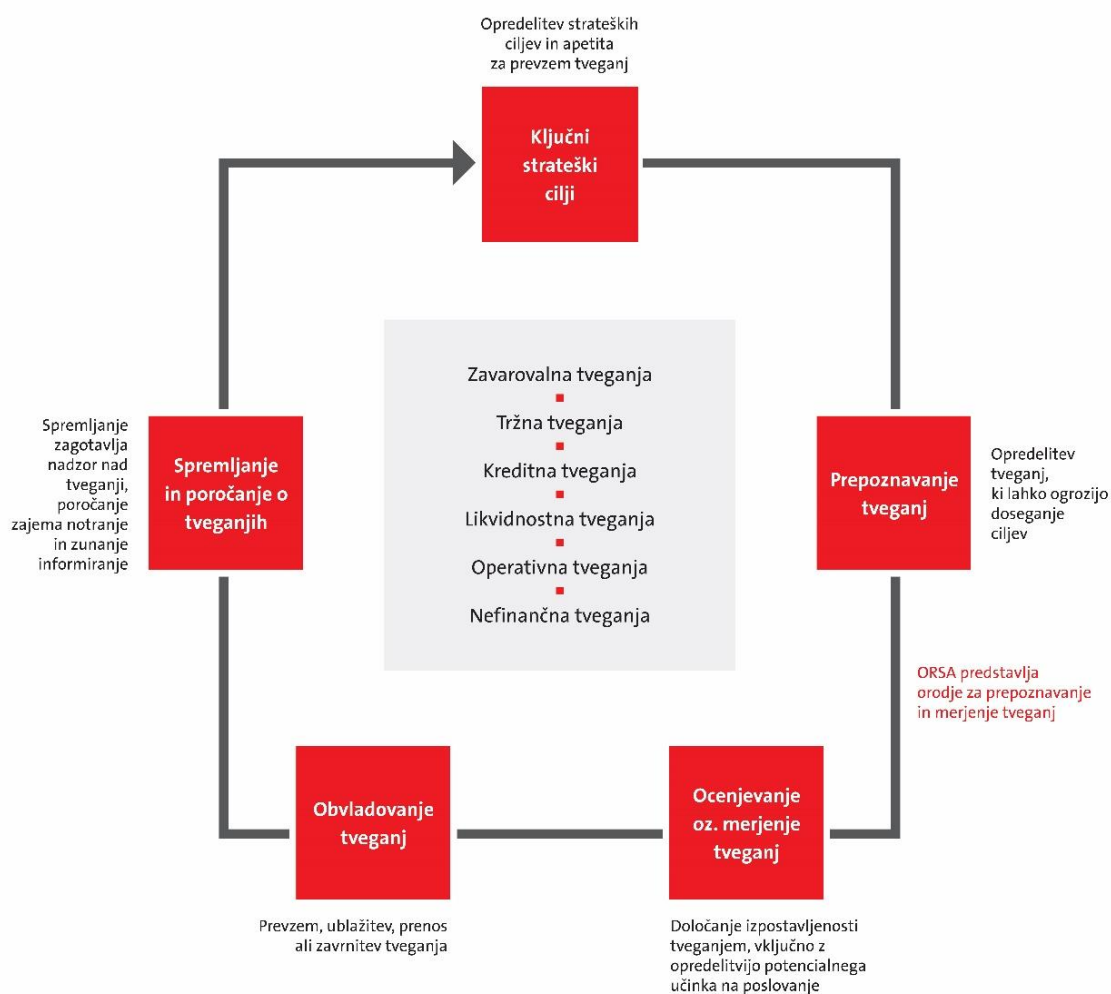 Opredelitev strateških
ciljev in apetita
za prevzem tveganj
Ključni
strateški
cilji
Zavarovalna tveganja
Tržna tveganja
Kreditna tveganja
Likvidnostna tveganja
Operativna tveganja
Nefinančna tveganja
Spremljanje
zagotavlja
nadzor nad
tveganji,
poročanje
zajema notranje
in zunanje
informiranje
Spremljanje
in poročanje o
tveganjih
Prepoznavanje
tveganj
Opredelitev
tveganj,
ki lahko ogrozijo
doseganje
ciljev
ORSA predstavlja
orodje za prepoznavanje
in merjenje tveganj
Obvladovanje
tveganj
Prevzem, ublažitev, prenos
ali zavrnitev tveganja
Ocenjevanje
oz. merjenje
tveganj
Določanje izpostavljenosti
tveganjem, vključno z
opredelitvijo potencialnega
učinka na poslovanje